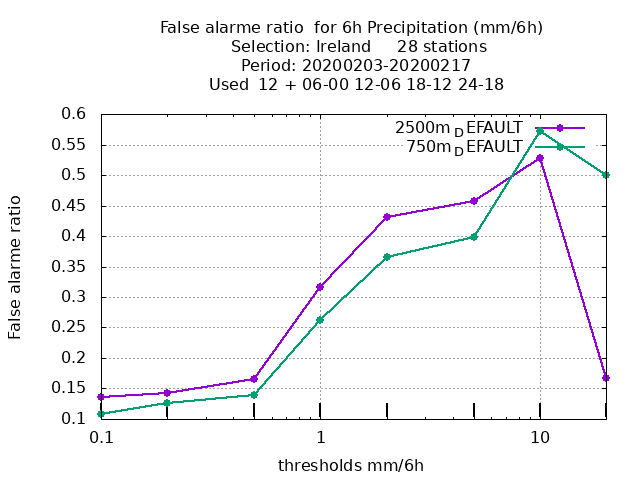 False alarme ratio  for 6h Precipitation (mm/6h)
Selection: Ireland     28 stations
Period: 20200203-20200217
Used  12 + 06-00 12-06 18-12 24-18
2500m_DEFAULT
750m_DEFAULT
0.6
0.55
0.5
0.45
0.4
0.35
0.3
0.25
0.2
0.15
0.1
False alarme ratio
0.1 1 10
thresholds mm/6h